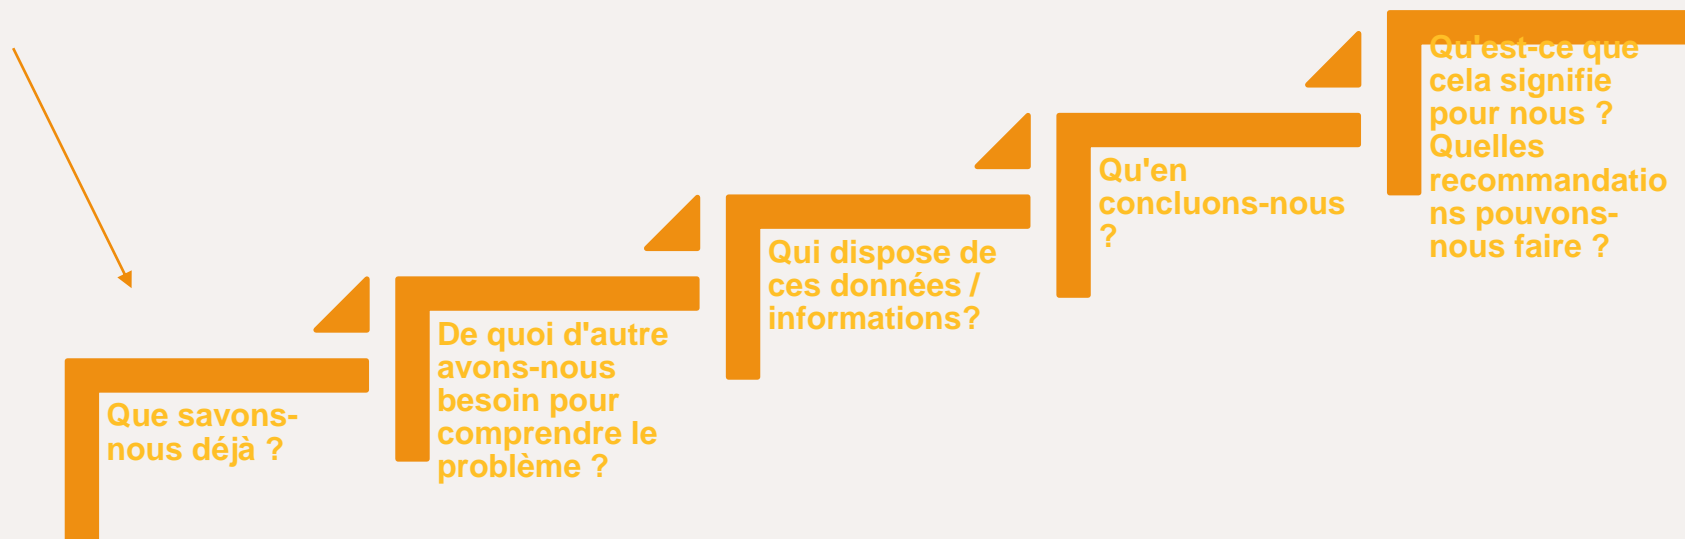 Que savons-
nous déjà ?
De quoi d'autre
avons-nous
besoin pour
comprendre le
problème ?
Qui dispose de
ces données /
informations?
Qu'en
concluons-nous
?
Qu'est-ce que
cela signifie
pour nous ?
Quelles
recommandatio
ns pouvons-
nous faire ?